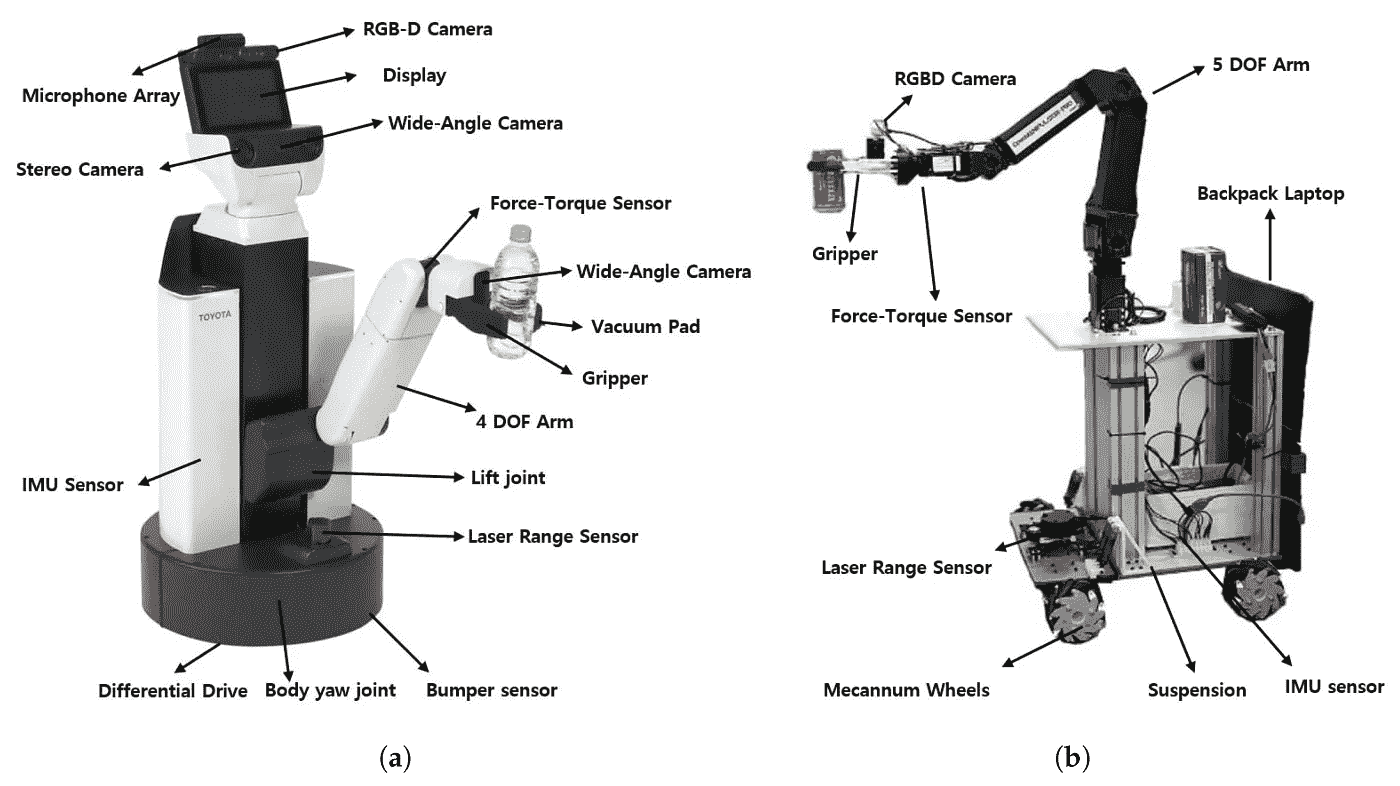 RGB-D Camera
Microphone Array
Display
Wide-Angle Camera
Stereo Camera
Force-Torque Sensor
Wide-Angle Camera
Vacuum Pad
Gripper
4 DOF Arm
TOYOTA
IMU Sensor
Lift joint
Laser Range Sensor
Differential Drive
Body yaw joint
Bumper sensor
(a)
5 DOF Arm
RGBD Camera
Backpack Laptop
Gripper
Force-Torque Sensor
Laser Range Sensor
Mecannum Wheels
Suspension
IMU sensor
(b)